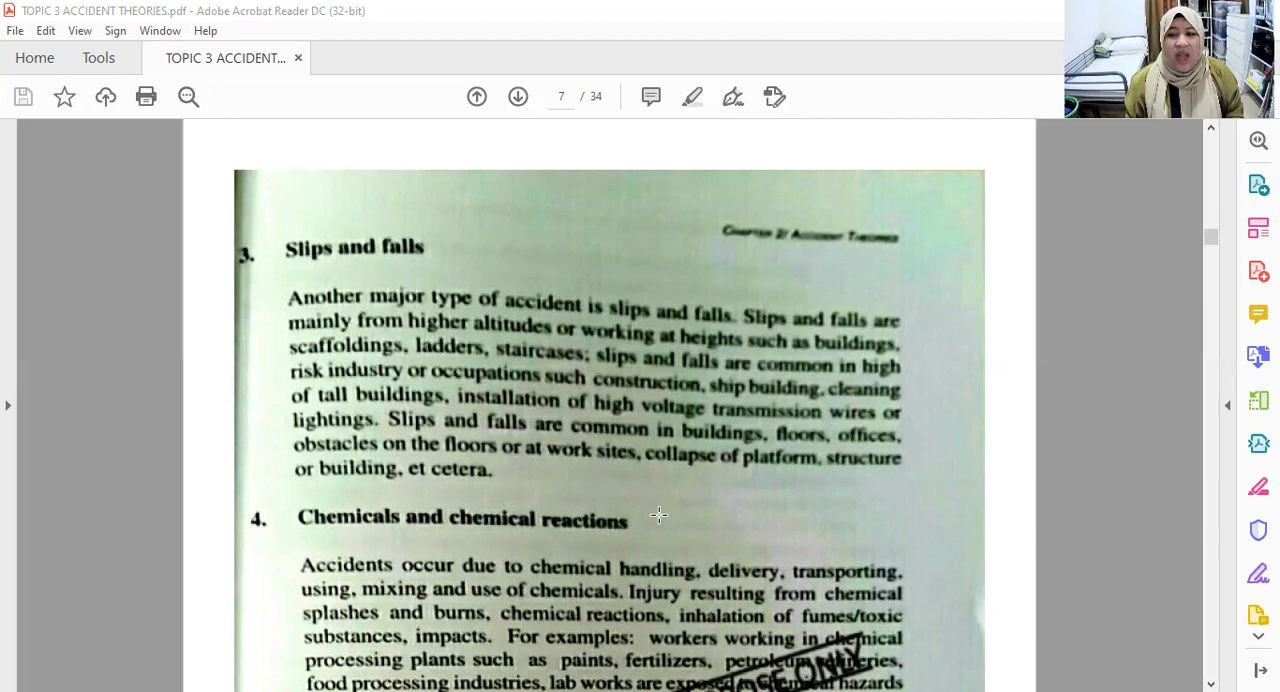 TOPIC 3 ACCIDENT THEORIES.pdf - Adobe Acrobat Reader DC (32-bit)
File Edit View Sign Window Help
Home Tools TOPIC 3 ACCIDENT... ×
7 / 34
CHAPTER 2/ ACCIDENT THEORIES
3. Slips and falls
Another major type of accident is slips and falls. Slips and falls are
mainly from higher altitudes or working at heights such as buildings,
scaffoldings, ladders, staircases; slips and falls are common in high
risk industry or occupations such construction, ship building, cleaning
of tall buildings, installation of high voltage transmission wires or
lightings. Slips and falls are common in buildings, floors, offices,
obstacles on the floors or at work sites, collapse of platform, structure
or building, et cetera.
4. Chemicals and chemical reactions
Accidents occur due to chemical handling, delivery, transporting,
using, mixing and use of chemicals. Injury resulting from chemical
splashes and burns, chemical reactions, inhalation of fumes/toxic
substances, impacts. For examples: workers working in chemical
processing plants such as paints, fertilizers, petroleum refineries,
food processing industries, lab works are exposed to chemical hazards
ONLY